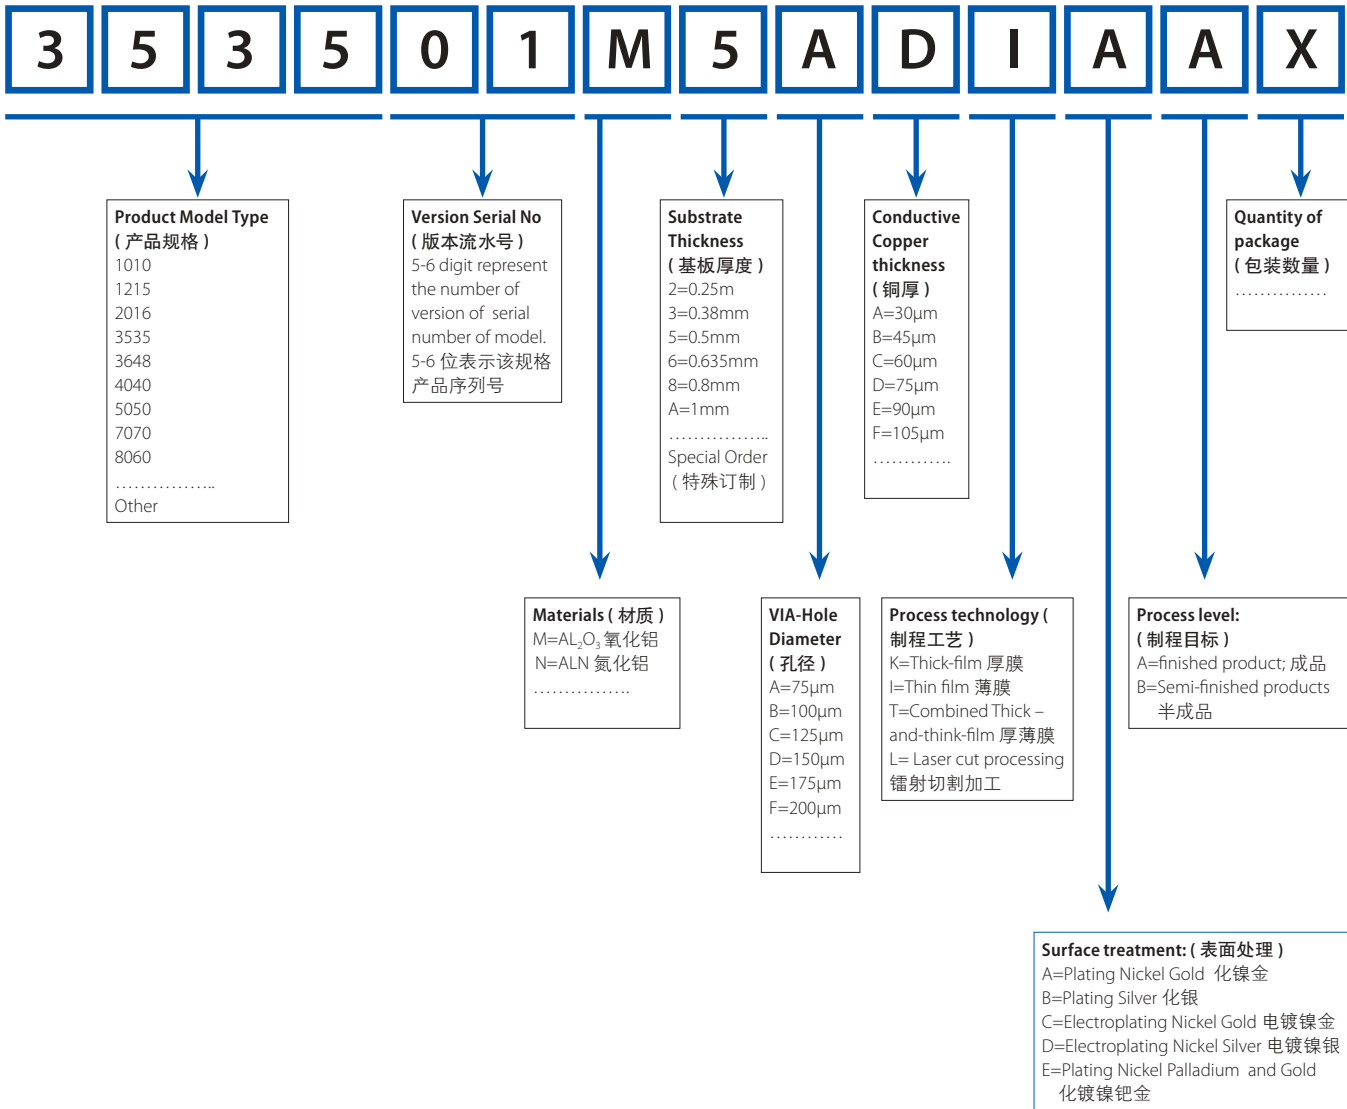 3 5 3 5 0 1 M 5 A D I A A X
Product Model Type
( 产品规格 )
1010
1215
2016
3535
3648
4040
5050
7070
8060
……………..
Other
Version Serial No
( 版本流水号 )
5-6 digit represent
the number of
version of serial
number of model.
5-6 位表示该规格
产品序列号
Substrate
Thickness
( 基板厚度 )
2=0.25m
3=0.38mm
5=0.5mm
6=0.635mm
8=0.8mm
A=1mm
……………..
Special Order
( 特殊订制 )
Conductive
Copper
thickness
( 铜厚 )
A=30μm
B=45μm
C=60μm
D=75μm
E=90μm
F=105μm
………….
Quantity of
package
( 包装数量 )
……………
Materials ( 材质 )
M=AL₂O₃ 氧化铝
N=ALN 氮化铝
…………….
VIA-Hole
Diameter
( 孔径 )
A=75μm
B=100μm
C=125μm
D=150μm
E=175μm
F=200μm
…………
Process technology (
制程工艺 )
K=Thick-film 厚膜
I=Thin film 薄膜
T=Combined Thick –
and-think-film 厚薄膜
L= Laser cut processing
镭射切割加工
Process level:
( 制程目标 )
A=finished product; 成品
B=Semi-finished products
半成品
Surface treatment: ( 表面处理 )
A=Plating Nickel Gold 化镍金
B=Plating Silver 化银
C=Electroplating Nickel Gold 电镀镍金
D=Electroplating Nickel Silver 电镀镍银
E=Plating Nickel Palladium and Gold
化镀镍钯金